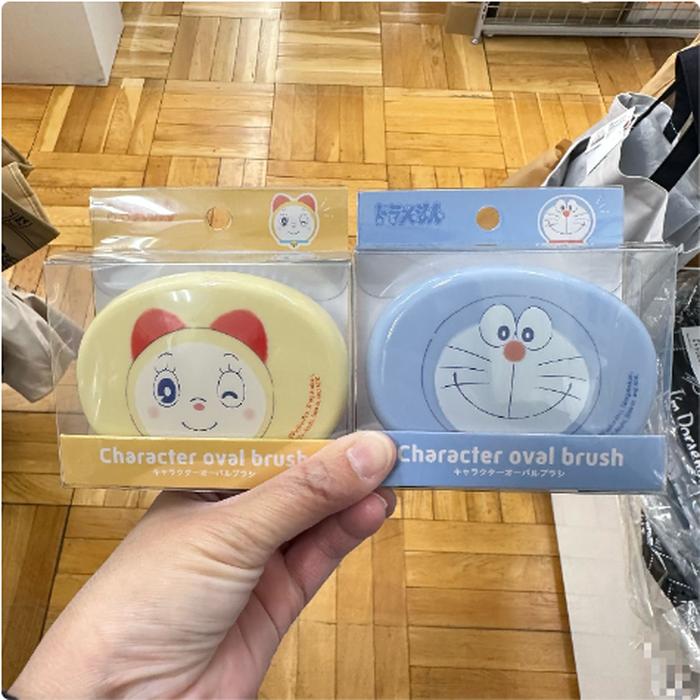 ドラえもん
Character oval brush
キャラクターオーバルブラシ
Character oval brush
キャラクターオーバルブラシ
I'm Doraemon